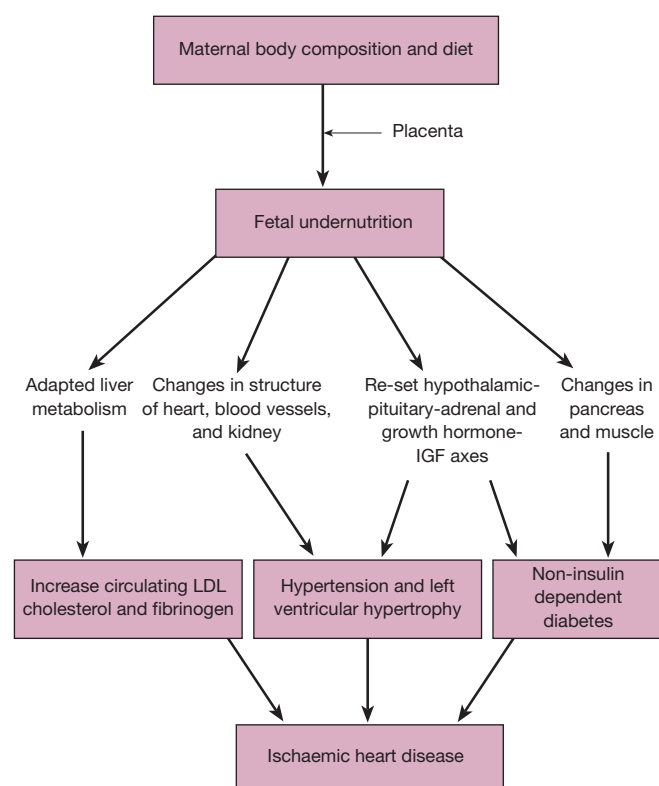 Maternal body composition and diet
Placenta
Fetal undernutrition
Adapted liver
metabolism
Changes in structure
of heart, blood vessels,
and kidney
Re-set hypothalamic-
pituitary-adrenal and
growth hormone-
IGF axes
Changes in
pancreas
and muscle
Increase circulating LDL
cholesterol and fibrinogen
Hypertension and left
ventricular hypertrophy
Non-insulin
dependent
diabetes
Ischaemic heart disease